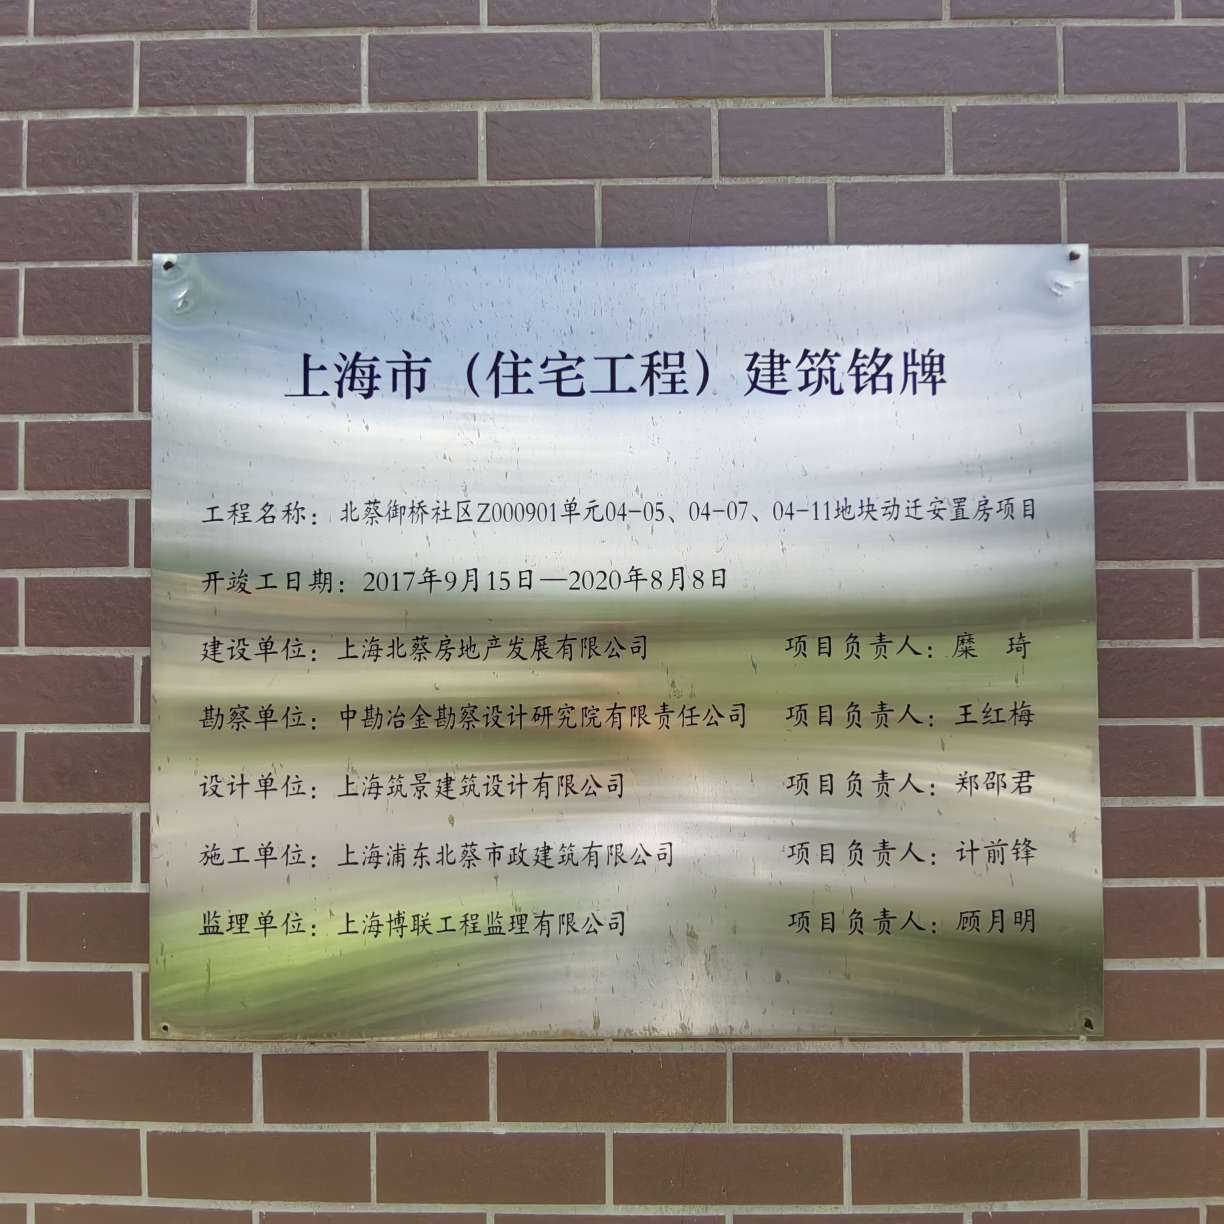 上海市（住宅工程）建筑铭牌
工程名称：北蔡御桥社区Z000901单元04-05、04-07、04-11地块动迁安置房项目
开竣工日期：2017年9月15日—2020年8月8日
建设单位：上海北蔡房地产发展有限公司 项目负责人：糜 琦
勘察单位：中勘冶金勘察设计研究院有限责任公司 项目负责人：王红梅
设计单位：上海筑景建筑设计有限公司 项目负责人：郑邵君
施工单位：上海浦东北蔡市政建筑有限公司 项目负责人：计前锋
监理单位：上海博联工程监理有限公司 项目负责人：顾月明